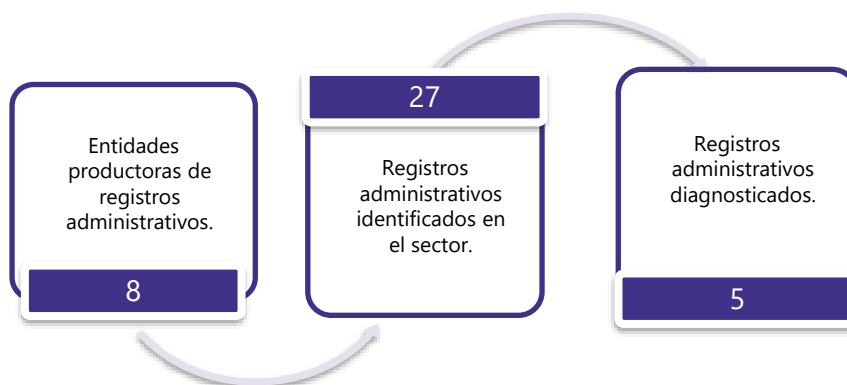 Entidades
productoras de
registros
administrativos.
8
27
Registros
administrativos
identificados en
el sector.
Registros
administrativos
diagnosticados.
5